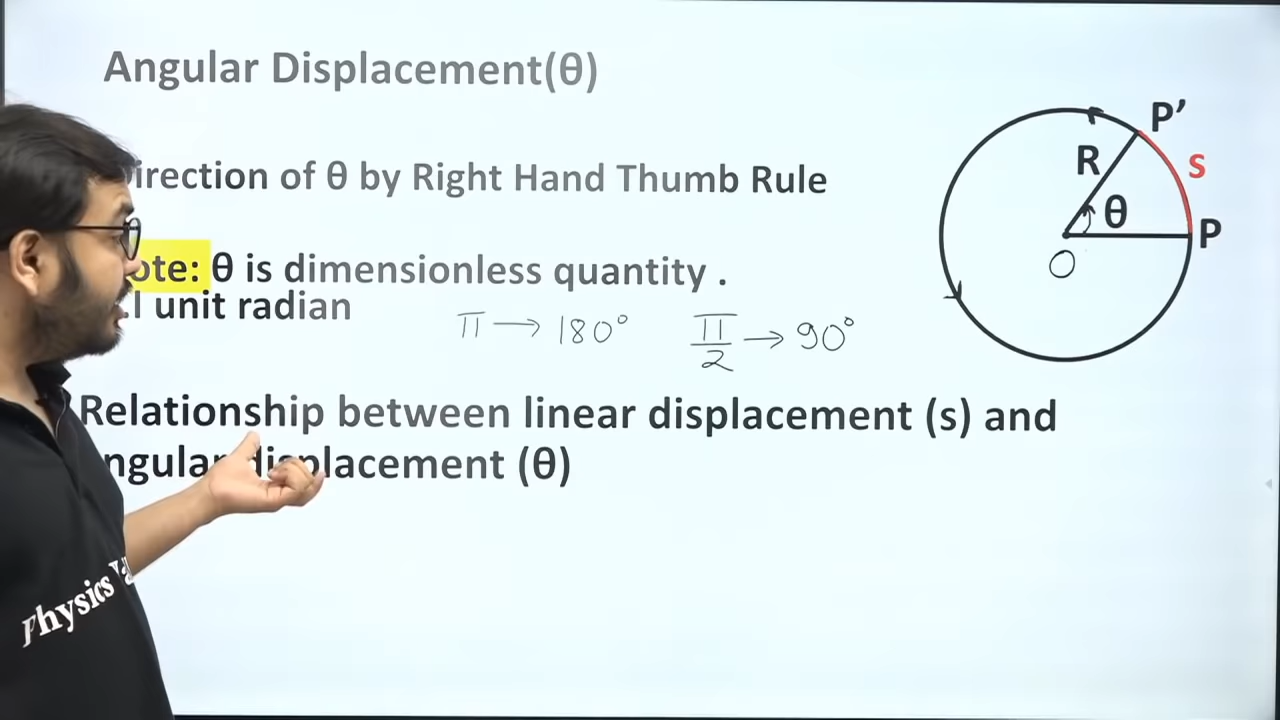 Angular Displacement(θ)
irection of θ by Right Hand Thumb Rule
ote: θ is dimensionless quantity .
.I unit radian
π → 180° π/2 → 90°
Relationship between linear displacement (s) and
ngular displacement (θ)
P'
R
s
θ
P
O
Physics